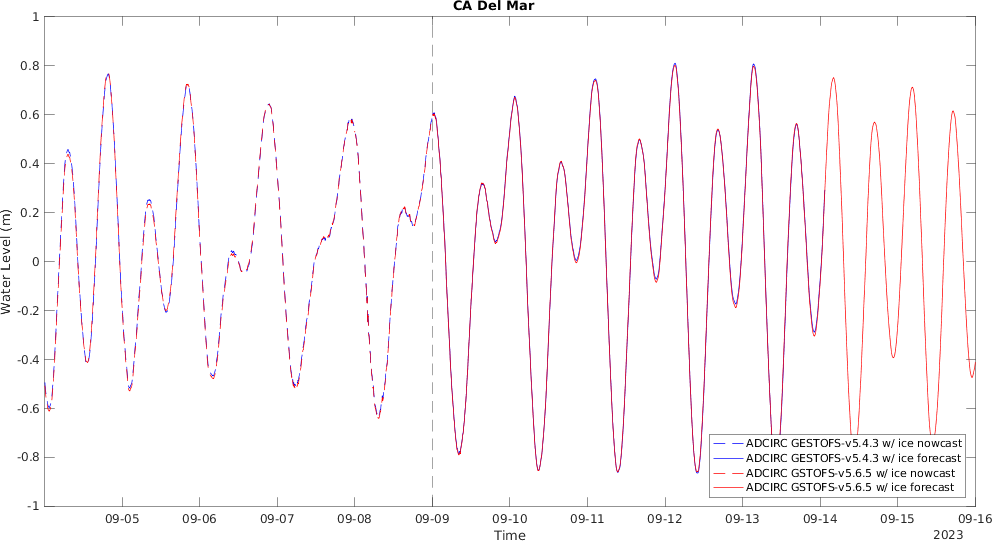 CA Del Mar
1
0.8
0.6
0.4
0.2
0
-0.2
-0.4
-0.6
-0.8
-1
Water Level (m)
09-05 09-06 09-07 09-08 09-09 09-10 09-11 09-12 09-13 09-14 09-15 09-16
Time
2023
ADCIRC GESTOFS-v5.4.3 w/ ice nowcast
ADCIRC GESTOFS-v5.4.3 w/ ice forecast
ADCIRC GSTOFS-v5.6.5 w/ ice nowcast
ADCIRC GSTOFS-v5.6.5 w/ ice forecast